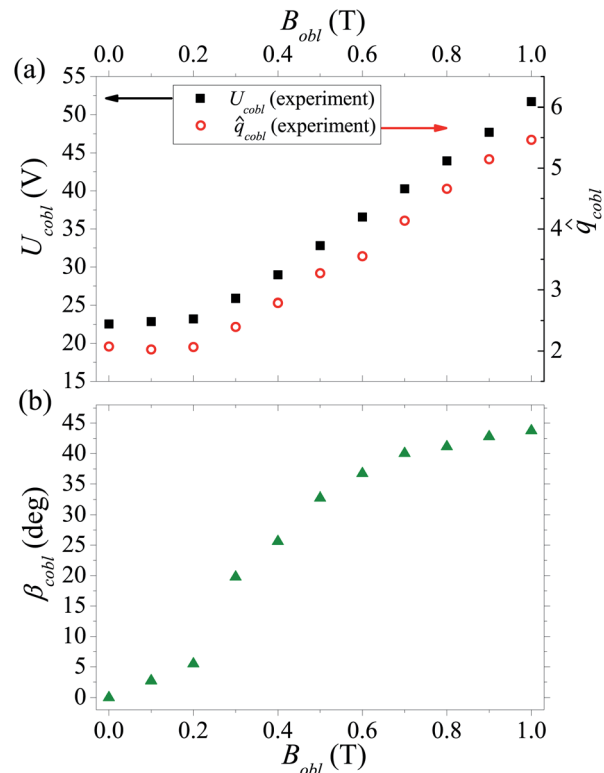 B_obl (T)
0.0 0.2 0.4 0.6 0.8 1.0
(a)
U_cobl (experiment)
q̂_cobl (experiment)
55
50
45
40
35
30
25
20
15
U_cobl (V)
6
5
4
3
2
q̂_cobl
(b)
45
40
35
30
25
20
15
10
5
0
β_cobl (deg)
0.0 0.2 0.4 0.6 0.8 1.0
B_obl (T)